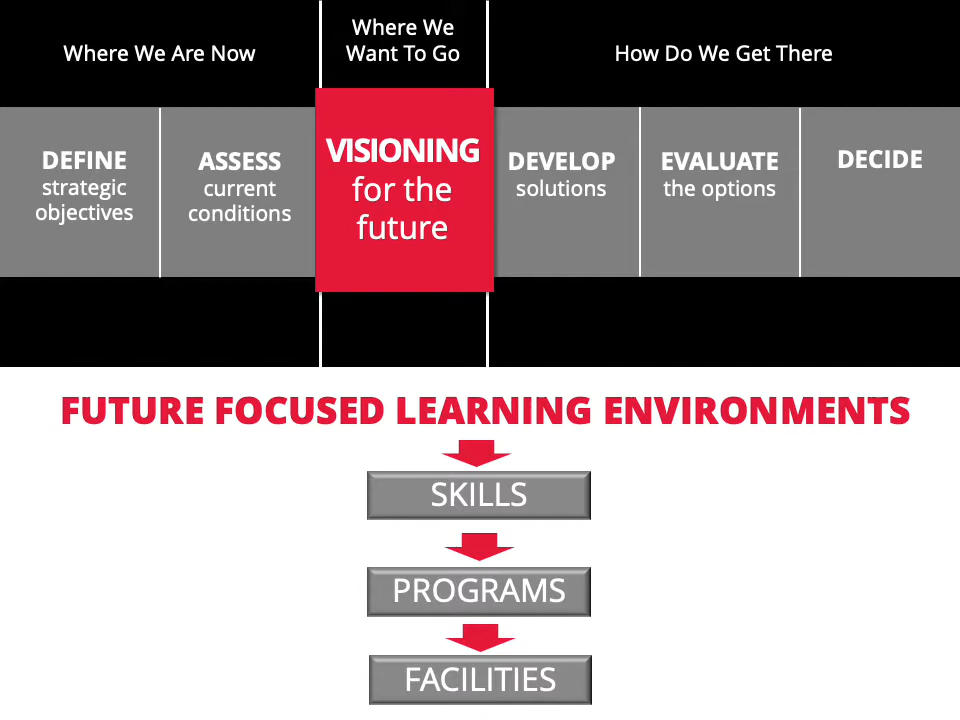 Where We Are Now
Where We
Want To Go
How Do We Get There
DEFINE
strategic
objectives
ASSESS
current
conditions
VISIONING
for the
future
DEVELOP
solutions
EVALUATE
the options
DECIDE
FUTURE FOCUSED LEARNING ENVIRONMENTS
SKILLS
PROGRAMS
FACILITIES